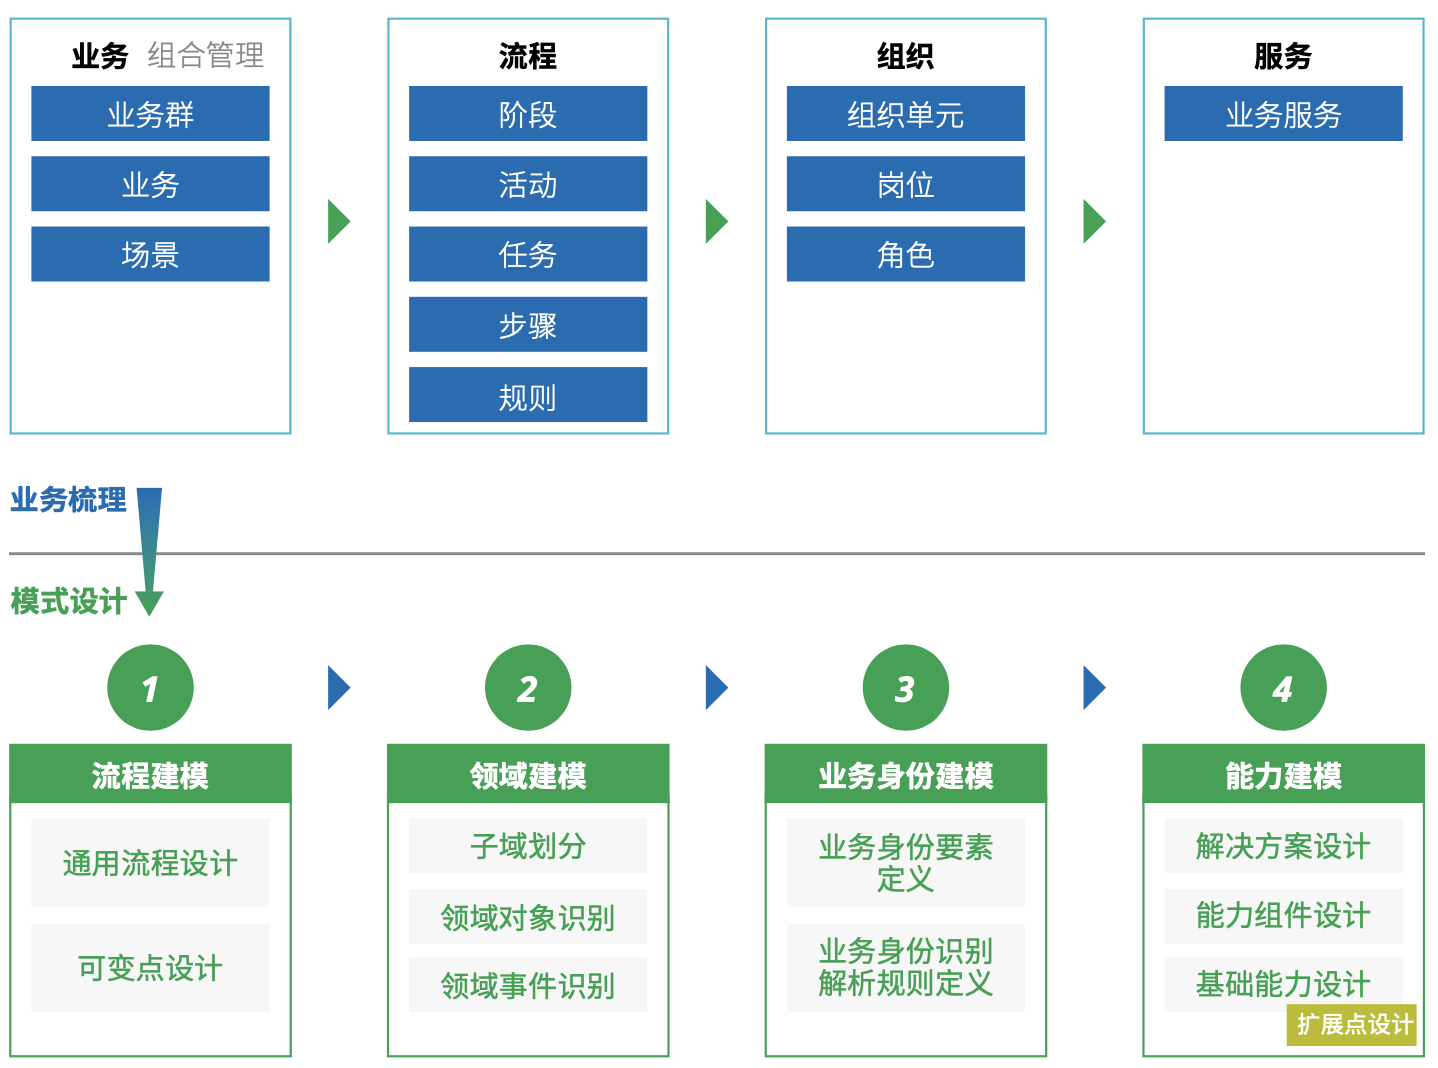 业务 组合管理
业务群
业务
场景
流程
阶段
活动
任务
步骤
规则
组织
组织单元
岗位
角色
服务
业务服务
业务梳理
模式设计
1
流程建模
通用流程设计
可变点设计
2
领域建模
子域划分
领域对象识别
领域事件识别
3
业务身份建模
业务身份要素
定义
业务身份识别
解析规则定义
4
能力建模
解决方案设计
能力组件设计
基础能力设计
扩展点设计